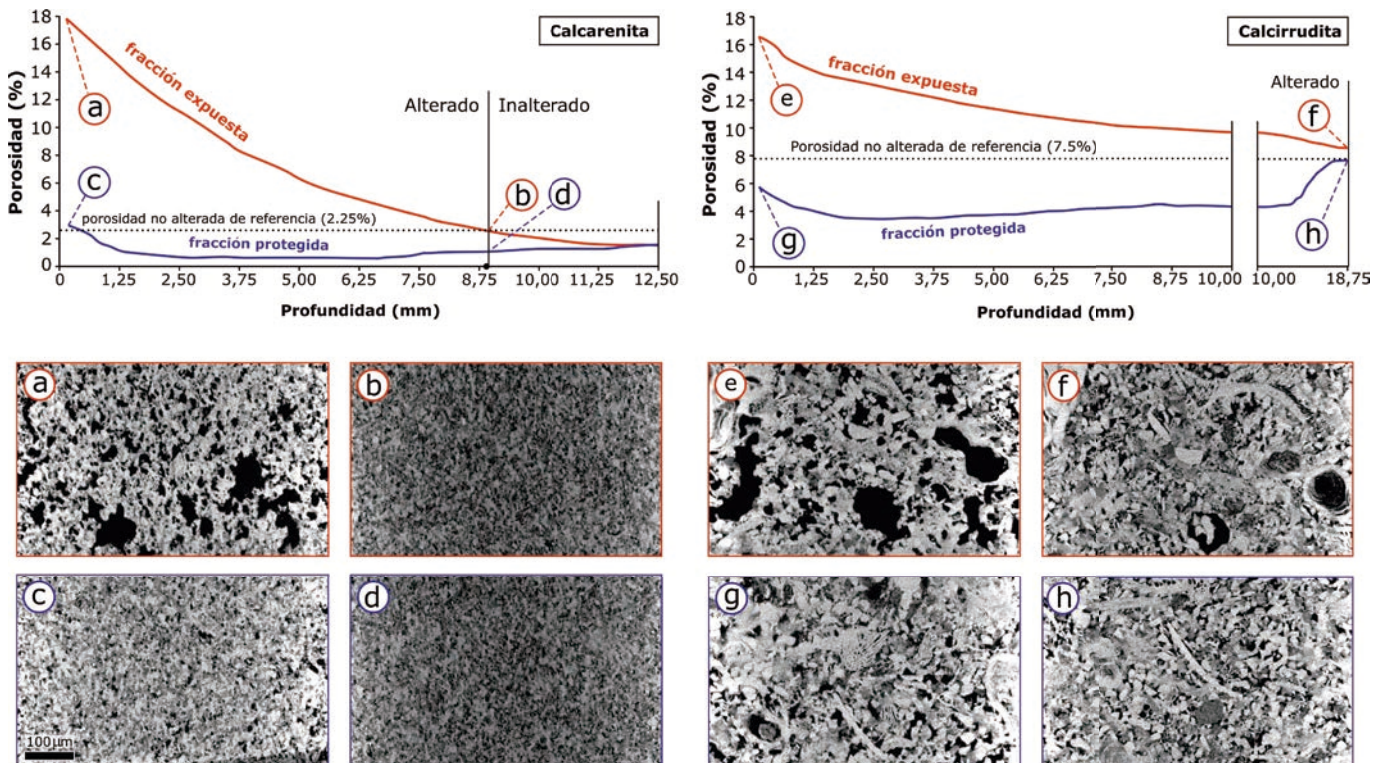 Calcarenita
18
16
14
12
10
8
6
4
2
0
Porosidad (%)
fracción expuesta
a
c
Alterado
Inalterado
b
d
porosidad no alterada de referencia (2.25%)
fracción protegida
0
1,25
2,50
3,75
5,00
6,25
7,50
8,75
10,00
11,25
12,50
Profundidad (mm)
Calcirrudita
18
16
14
12
10
8
6
4
2
0
Porosidad (%)
fracción expuesta
Alterado
e
f
Porosidad no alterada de referencia (7.5%)
g
fracción protegida
h
0
1,25
2,50
3,75
5,00
6,25
7,50
8,75
10,00
10,00
18,75
Profundidad (mm)
a
b
e
f
c
d
g
h
100µm